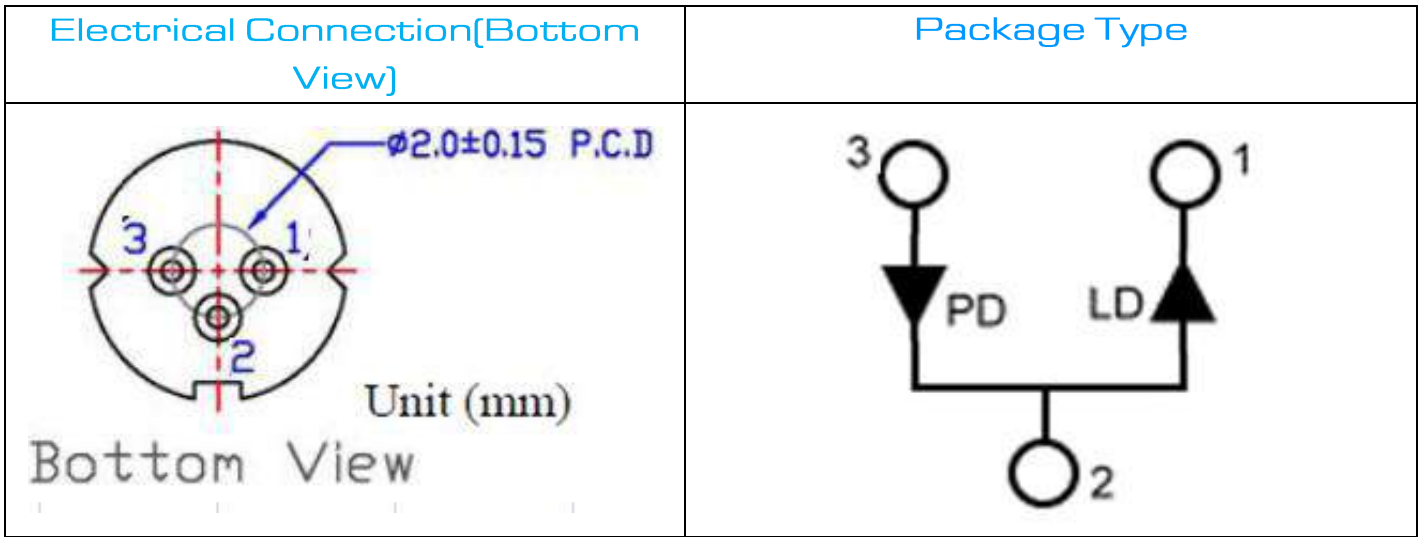 Electrical Connection(Bottom
View)
Package Type
ø2.0±0.15 P.C.D
3
1
2
Unit (mm)
Bottom View
3
1
PD
LD
2